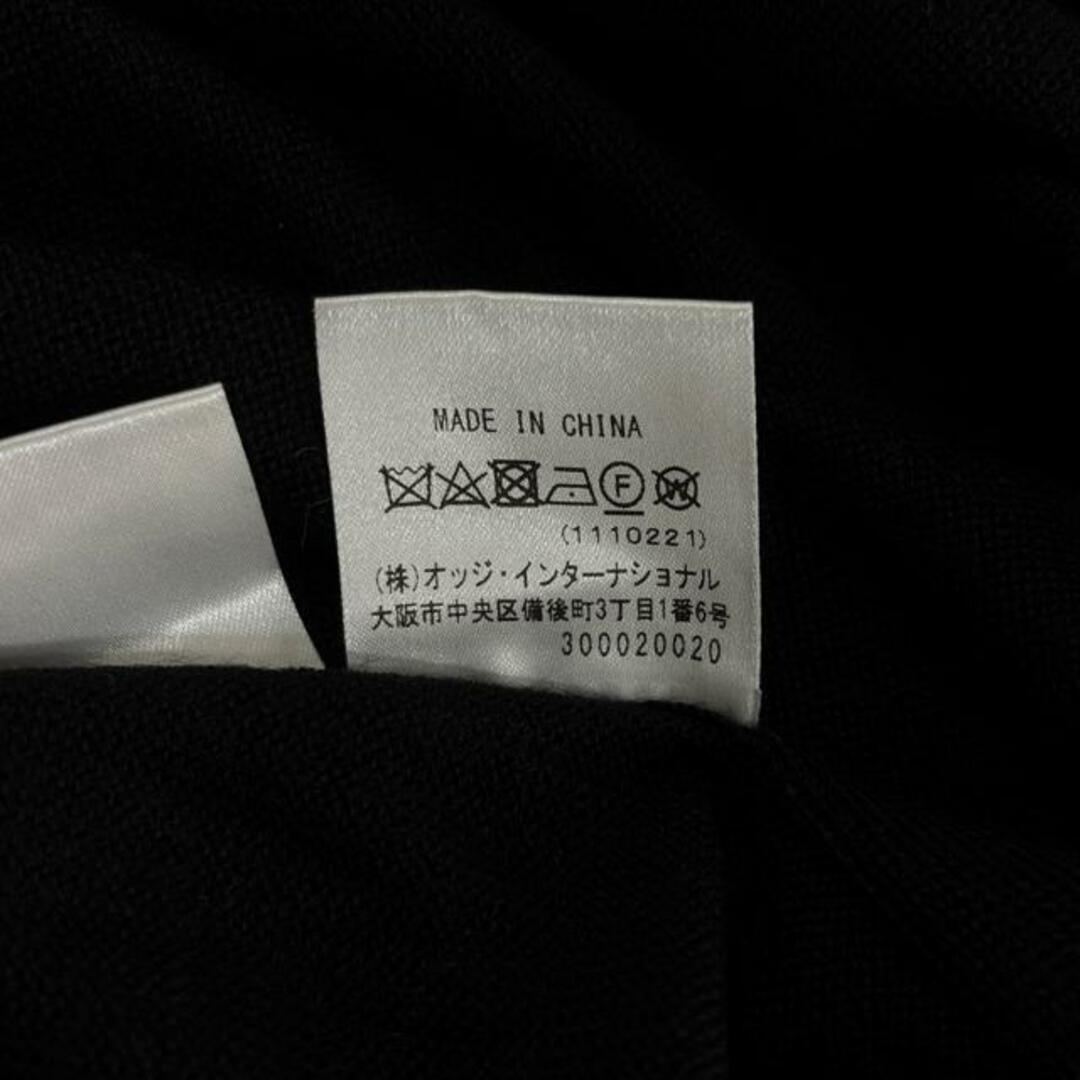 MADE IN CHINA
F W
(1110221)
(株)オッジ・インターナショナル
大阪市中央区備後町3丁目1番6号
300020020